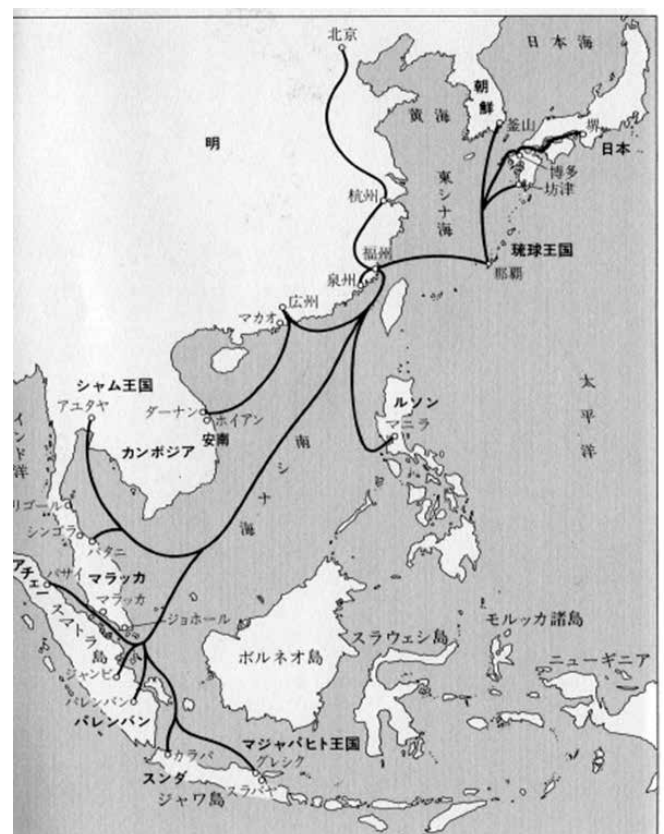 北京
日本海
朝鮮
黄海
釜山
堺
日本
明
博多
坊津
杭州
東シナ海
福州
琉球王国
泉州
那覇
広州
マカオ
太平洋
シャム王国
アユタヤ
ダーナン
ホイアン
ルソン
マニラ
安南
カンボジア
インド洋
南シナ海
リゴール
シンゴラ
パタニ
アチェー
パサイ
マラッカ
マラッカ
ジョホール
スマトラ島
ボルネオ島
スラウェシ島
モルッカ諸島
ニューギニア
ジャンビ
パレンバン
パレンバン
マジャパヒト王国
カラパ
グレシク
スンダ
スラバヤ
ジャワ島